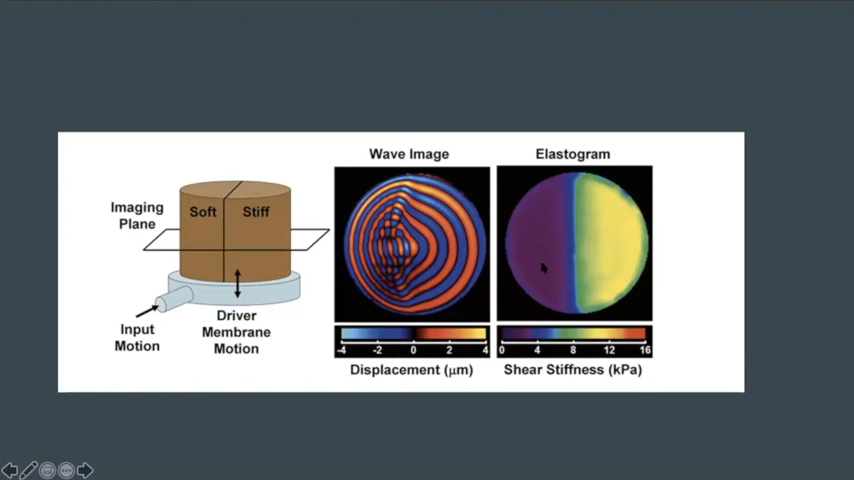 Wave Image
Elastogram
Imaging
Plane
Soft
Stiff
Input
Motion
Driver
Membrane
Motion
-4 -2 0 2 4
Displacement (μm)
0 4 8 12 16
Shear Stiffness (kPa)